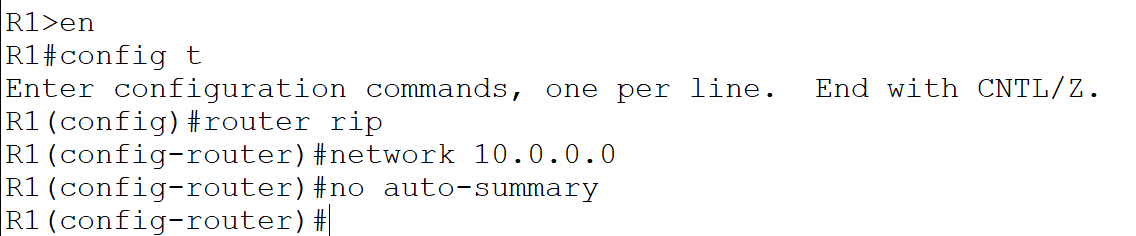 R1>en
R1#config t
Enter configuration commands, one per line.  End with CNTL/Z.
R1(config)#router rip
R1(config-router)#network 10.0.0.0
R1(config-router)#no auto-summary
R1(config-router)#